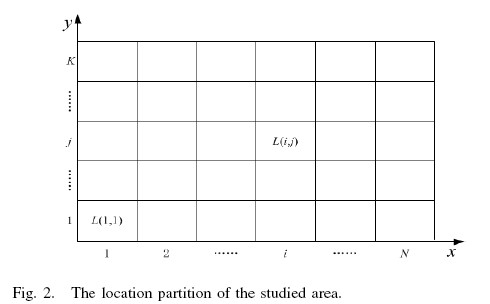 y
K
⋮
j
L(i,j)
⋮
1
L(1,1)
1 2 ...... i ...... N x
Fig. 2. The location partition of the studied area.